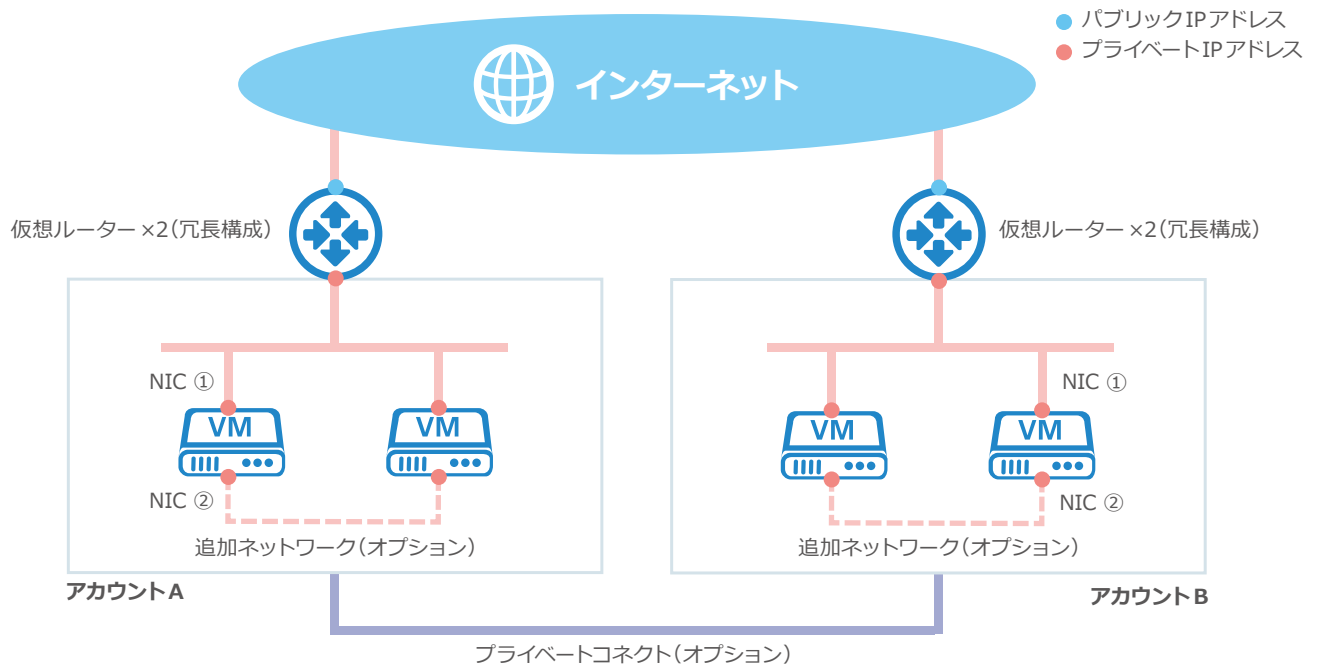 パブリックIPアドレス
プライベートIPアドレス
インターネット
仮想ルーター×2（冗長構成）
仮想ルーター×2（冗長構成）
NIC ①
NIC ①
VM
VM
VM
VM
NIC ②
NIC ②
追加ネットワーク（オプション）
追加ネットワーク（オプション）
アカウントA
アカウントB
プライベートコネクト（オプション）